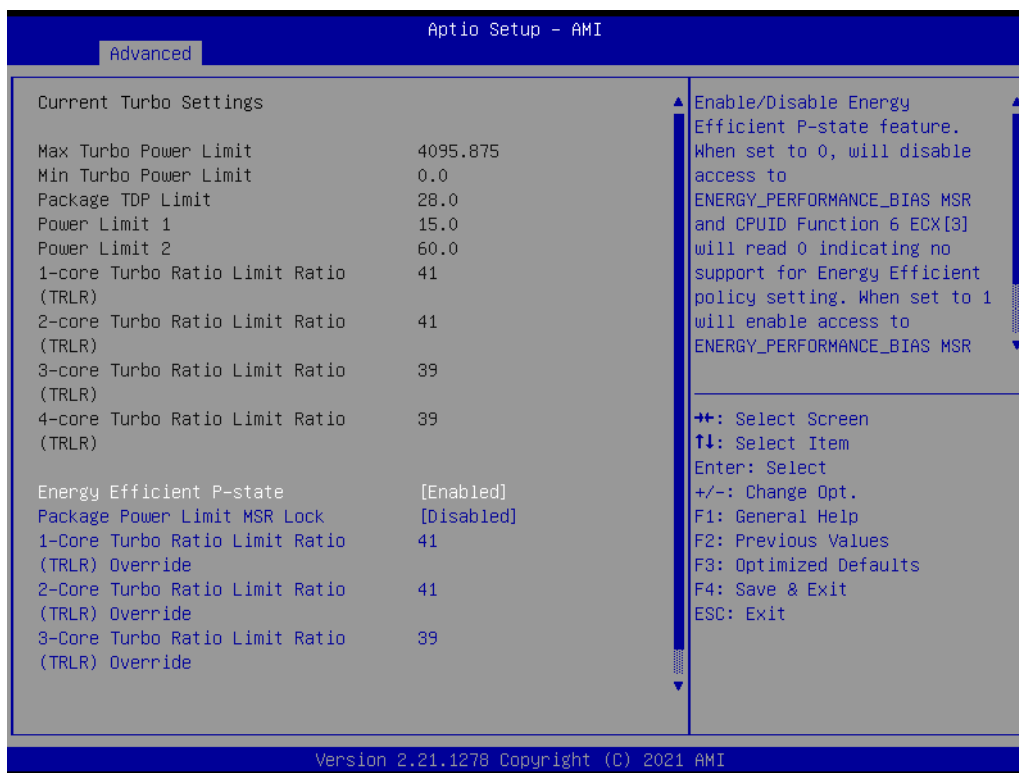 Aptio Setup – AMI
Advanced
Current Turbo Settings
Max Turbo Power Limit 4095.875
Min Turbo Power Limit 0.0
Package TDP Limit 28.0
Power Limit 1 15.0
Power Limit 2 60.0
1-core Turbo Ratio Limit Ratio 41
(TRLR)
2-core Turbo Ratio Limit Ratio 41
(TRLR)
3-core Turbo Ratio Limit Ratio 39
(TRLR)
4-core Turbo Ratio Limit Ratio 39
(TRLR)
Energy Efficient P-state [Enabled]
Package Power Limit MSR Lock [Disabled]
1-Core Turbo Ratio Limit Ratio 41
(TRLR) Override
2-Core Turbo Ratio Limit Ratio 41
(TRLR) Override
3-Core Turbo Ratio Limit Ratio 39
(TRLR) Override
Enable/Disable Energy
Efficient P-state feature.
When set to 0, will disable
access to
ENERGY_PERFORMANCE_BIAS MSR
and CPUID Function 6 ECX[3]
will read 0 indicating no
support for Energy Efficient
policy setting. When set to 1
will enable access to
ENERGY_PERFORMANCE_BIAS MSR
→←: Select Screen
↑↓: Select Item
Enter: Select
+/-: Change Opt.
F1: General Help
F2: Previous Values
F3: Optimized Defaults
F4: Save & Exit
ESC: Exit
Version 2.21.1278 Copyright (C) 2021 AMI